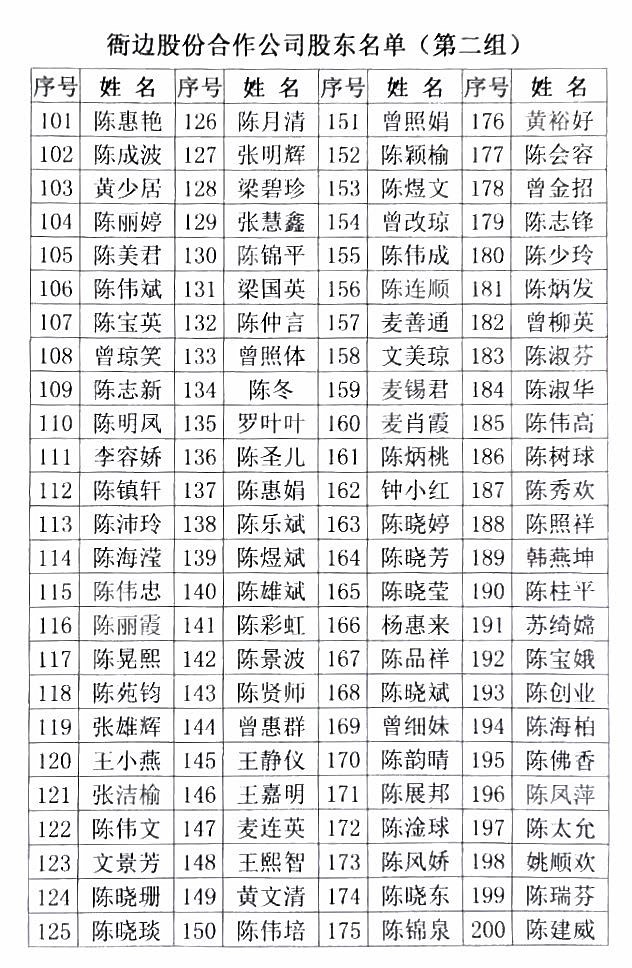 衙边股份合作公司股东名单（第二组）
序号 姓名 序号 姓名 序号 姓名 序号 姓名
101 陈惠艳 126 陈月清 151 曾照娟 176 黄裕好
102 陈成波 127 张明辉 152 陈颖榆 177 陈会容
103 黄少居 128 梁碧珍 153 陈煜文 178 曾金招
104 陈丽婷 129 张慧鑫 154 曾改琼 179 陈志锋
105 陈美君 130 陈锦平 155 陈伟成 180 陈少玲
106 陈伟斌 131 梁国英 156 陈连顺 181 陈炳发
107 陈宝英 132 陈仲言 157 麦善通 182 曾柳英
108 曾琼笑 133 曾照体 158 文美琼 183 陈淑芬
109 陈志新 134 陈冬 159 麦锡君 184 陈淑华
110 陈明凤 135 罗叶叶 160 麦肖霞 185 陈伟高
111 李容娇 136 陈圣儿 161 陈炳桃 186 陈树球
112 陈镇轩 137 陈惠娟 162 钟小红 187 陈秀欢
113 陈沛玲 138 陈乐斌 163 陈晓婷 188 陈照祥
114 陈海滢 139 陈煜斌 164 陈晓芳 189 韩燕坤
115 陈伟忠 140 陈雄斌 165 陈晓莹 190 陈柱平
116 陈丽霞 141 陈彩虹 166 杨惠来 191 苏绮嫦
117 陈晃熙 142 陈景波 167 陈品祥 192 陈宝娥
118 陈苑钧 143 陈贤师 168 陈晓斌 193 陈创业
119 张雄辉 144 曾惠群 169 曾细妹 194 陈海柏
120 王小燕 145 王静仪 170 陈韵晴 195 陈佛香
121 张洁榆 146 王嘉明 171 陈展邦 196 陈凤萍
122 陈伟文 147 麦连英 172 陈淦球 197 陈太允
123 文景芳 148 王熙智 173 陈凤娇 198 姚顺欢
124 陈晓珊 149 黄文清 174 陈晓东 199 陈瑞芬
125 陈哓琰 150 陈伟培 175 陈锦泉 200 陈建威